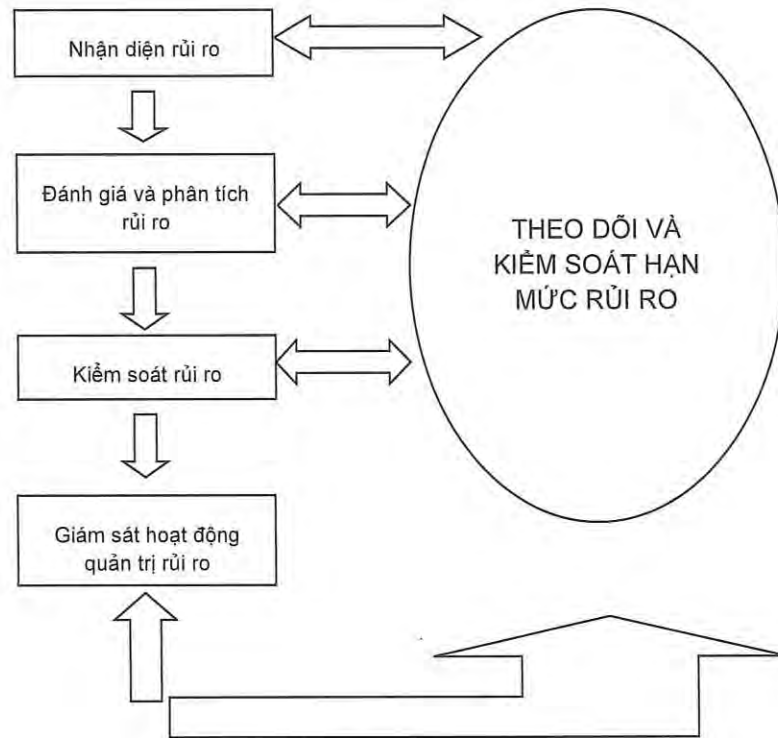 Nhận diện rủi ro
Đánh giá và phân tích
rủi ro
Kiểm soát rủi ro
Giám sát hoạt động
quản trị rủi ro
THEO DÕI VÀ
KIỂM SOÁT HẠN
MỨC RỦI RO